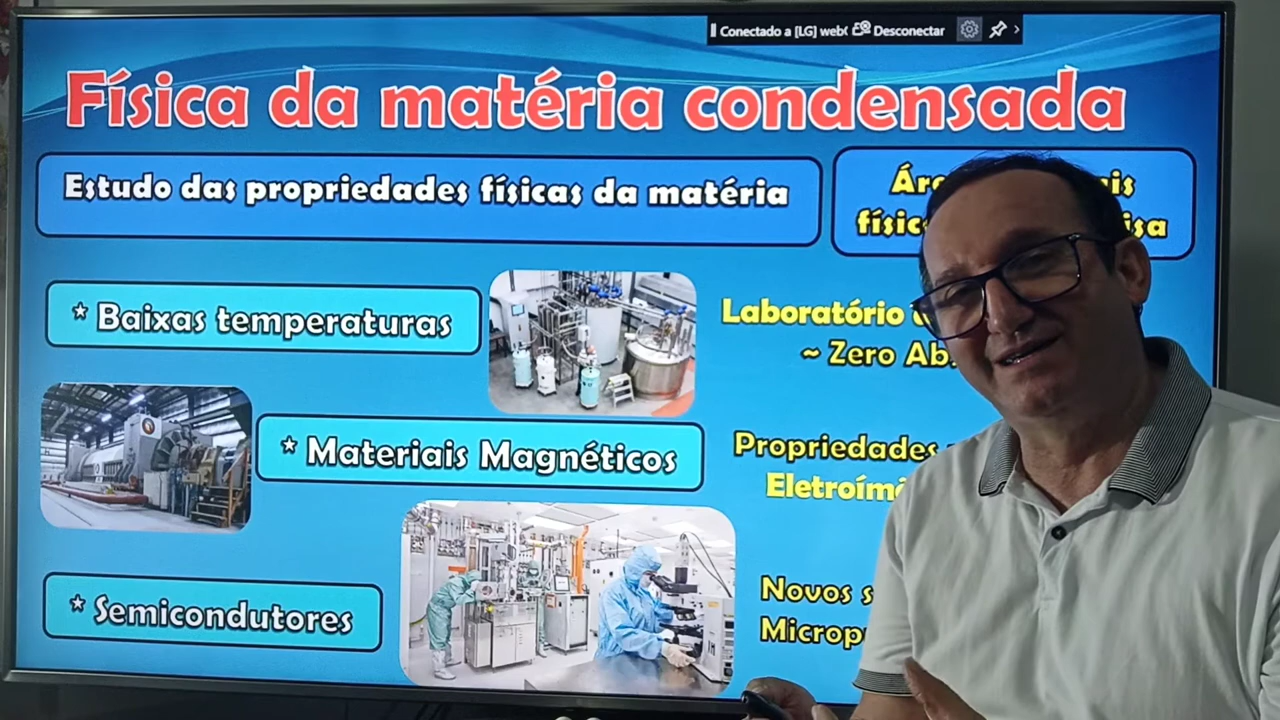 Conectado a [LG] web Desconectar
Física da matéria condensada
Estudo das propriedades físicas da matéria
* Baixas temperaturas
Laboratório
~ Zero
* Materiais Magnéticos
Propriedades
* Semicondutores
Novos